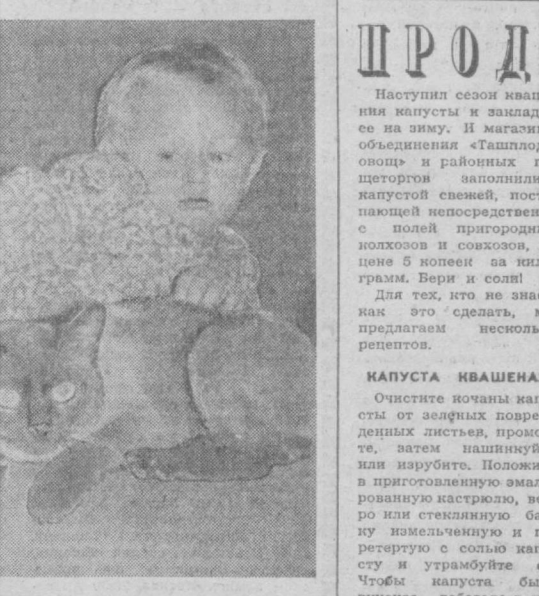 ПРОД
Наступил сезон кваш
ния капусты и заклад
ее на зиму. И магазин
объединения «Ташплод
овощ» и районных п
щеторгов заполнили
капустой свежей, пост
пающей непосредствен
с полей пригородн
колхозов и совхозов,
цене 5 копеек за кил
грамм. Бери и соли!
Для тех, кто не знае
как это сделать, м
предлагаем несколь
рецептов.
КАПУСТА КВАШЕНА
Очистите кочаны кап
сты от зеленых повре
денных листьев, промо
те, затем нашинкуй
или изрубите. Положи
в приготовленную эмал
рованную кастрюлю, ве
ро или стеклянную ба
ку измельченную и п
ретертую с солью кап
сту и утрамбуйте е
Чтобы капуста бы